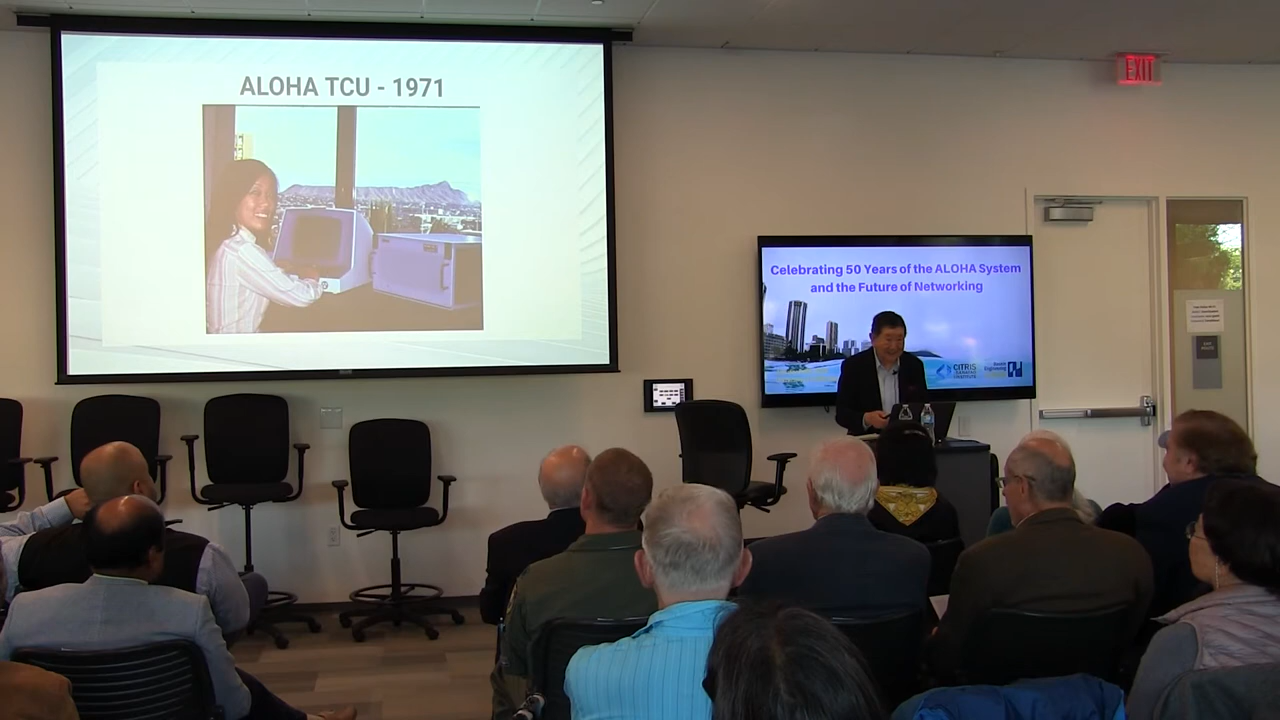 ALOHA TCU - 1971
EXIT
Celebrating 50 Years of the ALOHA System
and the Future of Networking
CITRIS